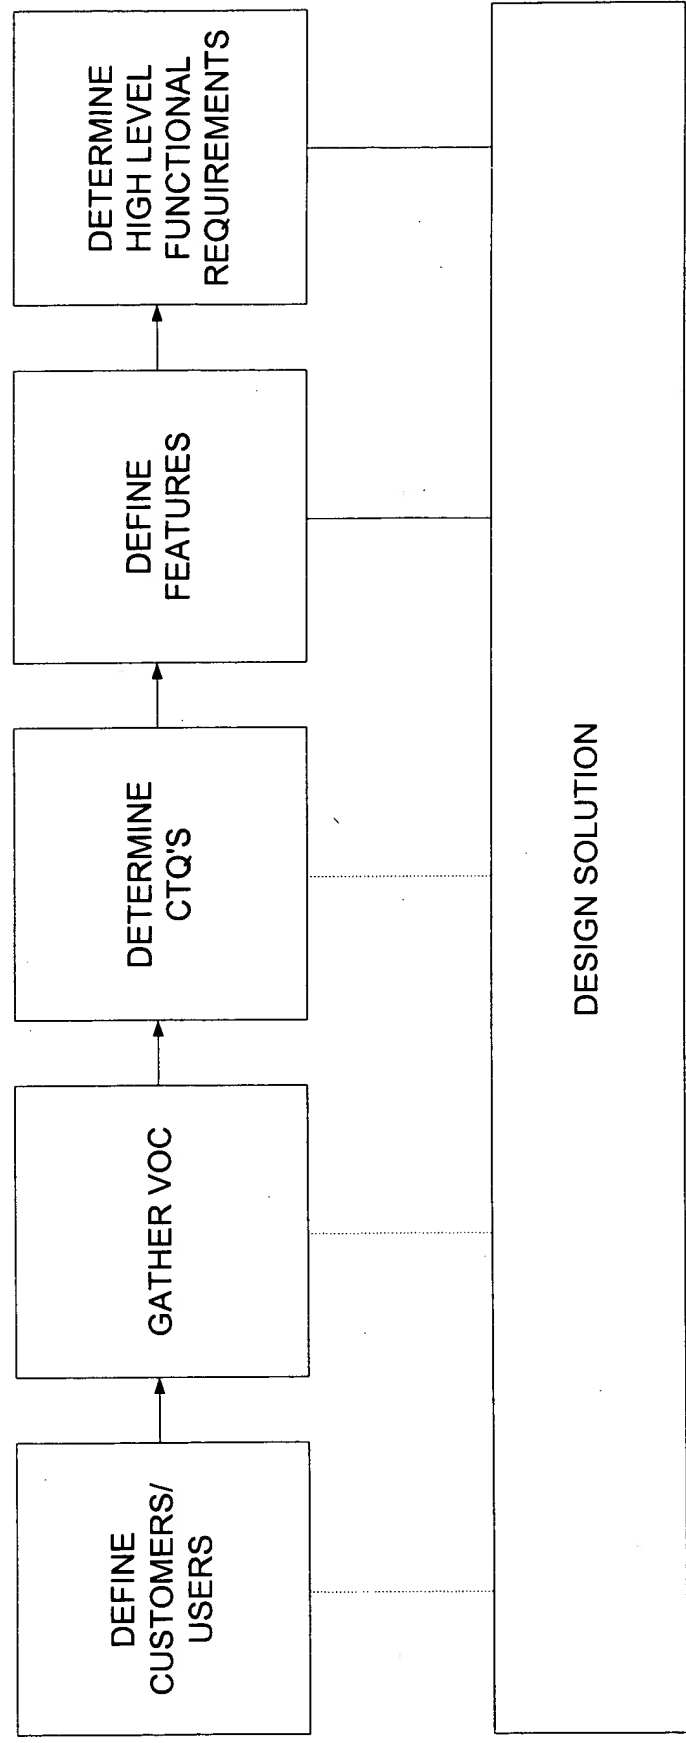 DEFINE
CUSTOMERS/
USERS
GATHER VOC
DETERMINE
CTQ'S
DEFINE
FEATURES
DETERMINE
HIGH LEVEL
FUNCTIONAL
REQUIREMENTS
DESIGN SOLUTION